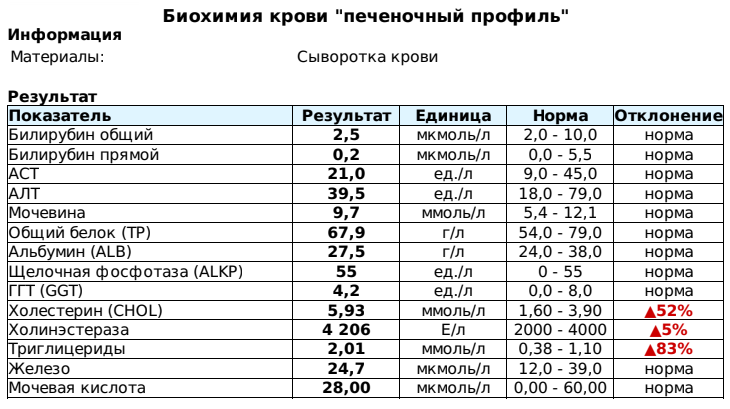 Биохимия крови "печеночный профиль"
Информация
Материалы: Сыворотка крови
Результат
Показатель Результат Единица Норма Отклонение
Билирубин общий 2,5 мкмоль/л 2,0 - 10,0 норма
Билирубин прямой 0,2 мкмоль/л 0,0 - 5,5 норма
АСТ 21,0 ед./л 9,0 - 45,0 норма
АЛТ 39,5 ед./л 18,0 - 79,0 норма
Мочевина 9,7 ммоль/л 5,4 - 12,1 норма
Общий белок (TP) 67,9 г/л 54,0 - 79,0 норма
Альбумин (ALB) 27,5 г/л 24,0 - 38,0 норма
Щелочная фосфотаза (ALKP) 55 ед./л 0 - 55 норма
ГГТ (GGT) 4,2 ед./л 0,0 - 8,0 норма
Холестерин (CHOL) 5,93 ммоль/л 1,60 - 3,90 ▲52%
Холинэстераза 4 206 Е/л 2000 - 4000 ▲5%
Триглицериды 2,01 ммоль/л 0,38 - 1,10 ▲83%
Железо 24,7 мкмоль/л 12,0 - 39,0 норма
Мочевая кислота 28,00 мкмоль/л 0,00 - 60,00 норма